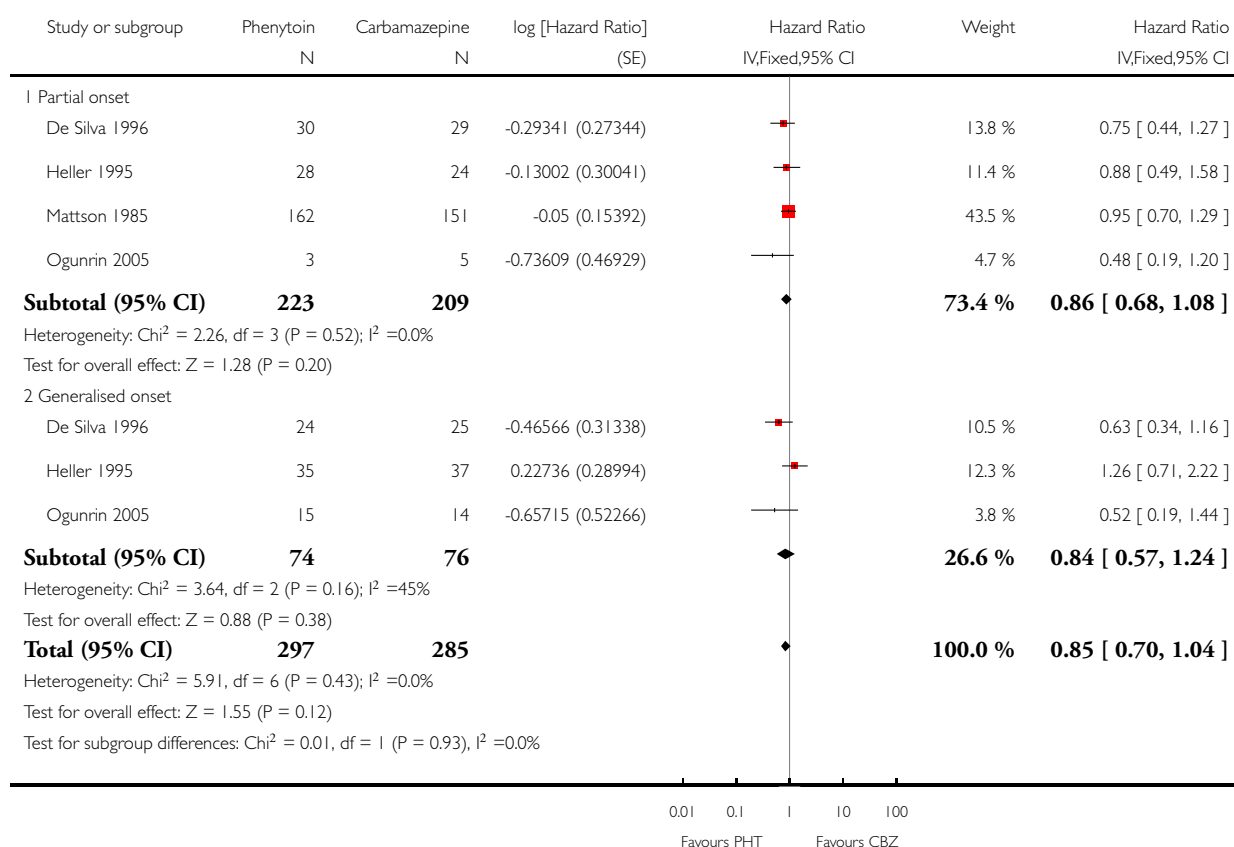 Study or subgroup Phenytoin Carbamazepine log [Hazard Ratio] Hazard Ratio Weight Hazard Ratio
N N (SE) IV,Fixed,95% CI IV,Fixed,95% CI
1 Partial onset
De Silva 1996 30 29 -0.29341 (0.27344) 13.8 % 0.75 [ 0.44, 1.27 ]
Heller 1995 28 24 -0.13002 (0.30041) 11.4 % 0.88 [ 0.49, 1.58 ]
Mattson 1985 162 151 -0.05 (0.15392) 43.5 % 0.95 [ 0.70, 1.29 ]
Ogunrin 2005 3 5 -0.73609 (0.46929) 4.7 % 0.48 [ 0.19, 1.20 ]
Subtotal (95% CI) 223 209 73.4 % 0.86 [ 0.68, 1.08 ]
Heterogeneity: Chi² = 2.26, df = 3 (P = 0.52); I² =0.0%
Test for overall effect: Z = 1.28 (P = 0.20)
2 Generalised onset
De Silva 1996 24 25 -0.46566 (0.31338) 10.5 % 0.63 [ 0.34, 1.16 ]
Heller 1995 35 37 0.22736 (0.28994) 12.3 % 1.26 [ 0.71, 2.22 ]
Ogunrin 2005 15 14 -0.65715 (0.52266) 3.8 % 0.52 [ 0.19, 1.44 ]
Subtotal (95% CI) 74 76 26.6 % 0.84 [ 0.57, 1.24 ]
Heterogeneity: Chi² = 3.64, df = 2 (P = 0.16); I² =45%
Test for overall effect: Z = 0.88 (P = 0.38)
Total (95% CI) 297 285 100.0 % 0.85 [ 0.70, 1.04 ]
Heterogeneity: Chi² = 5.91, df = 6 (P = 0.43); I² =0.0%
Test for overall effect: Z = 1.55 (P = 0.12)
Test for subgroup differences: Chi² = 0.01, df = 1 (P = 0.93), I² =0.0%
0.01 0.1 1 10 100
Favours PHT Favours CBZ